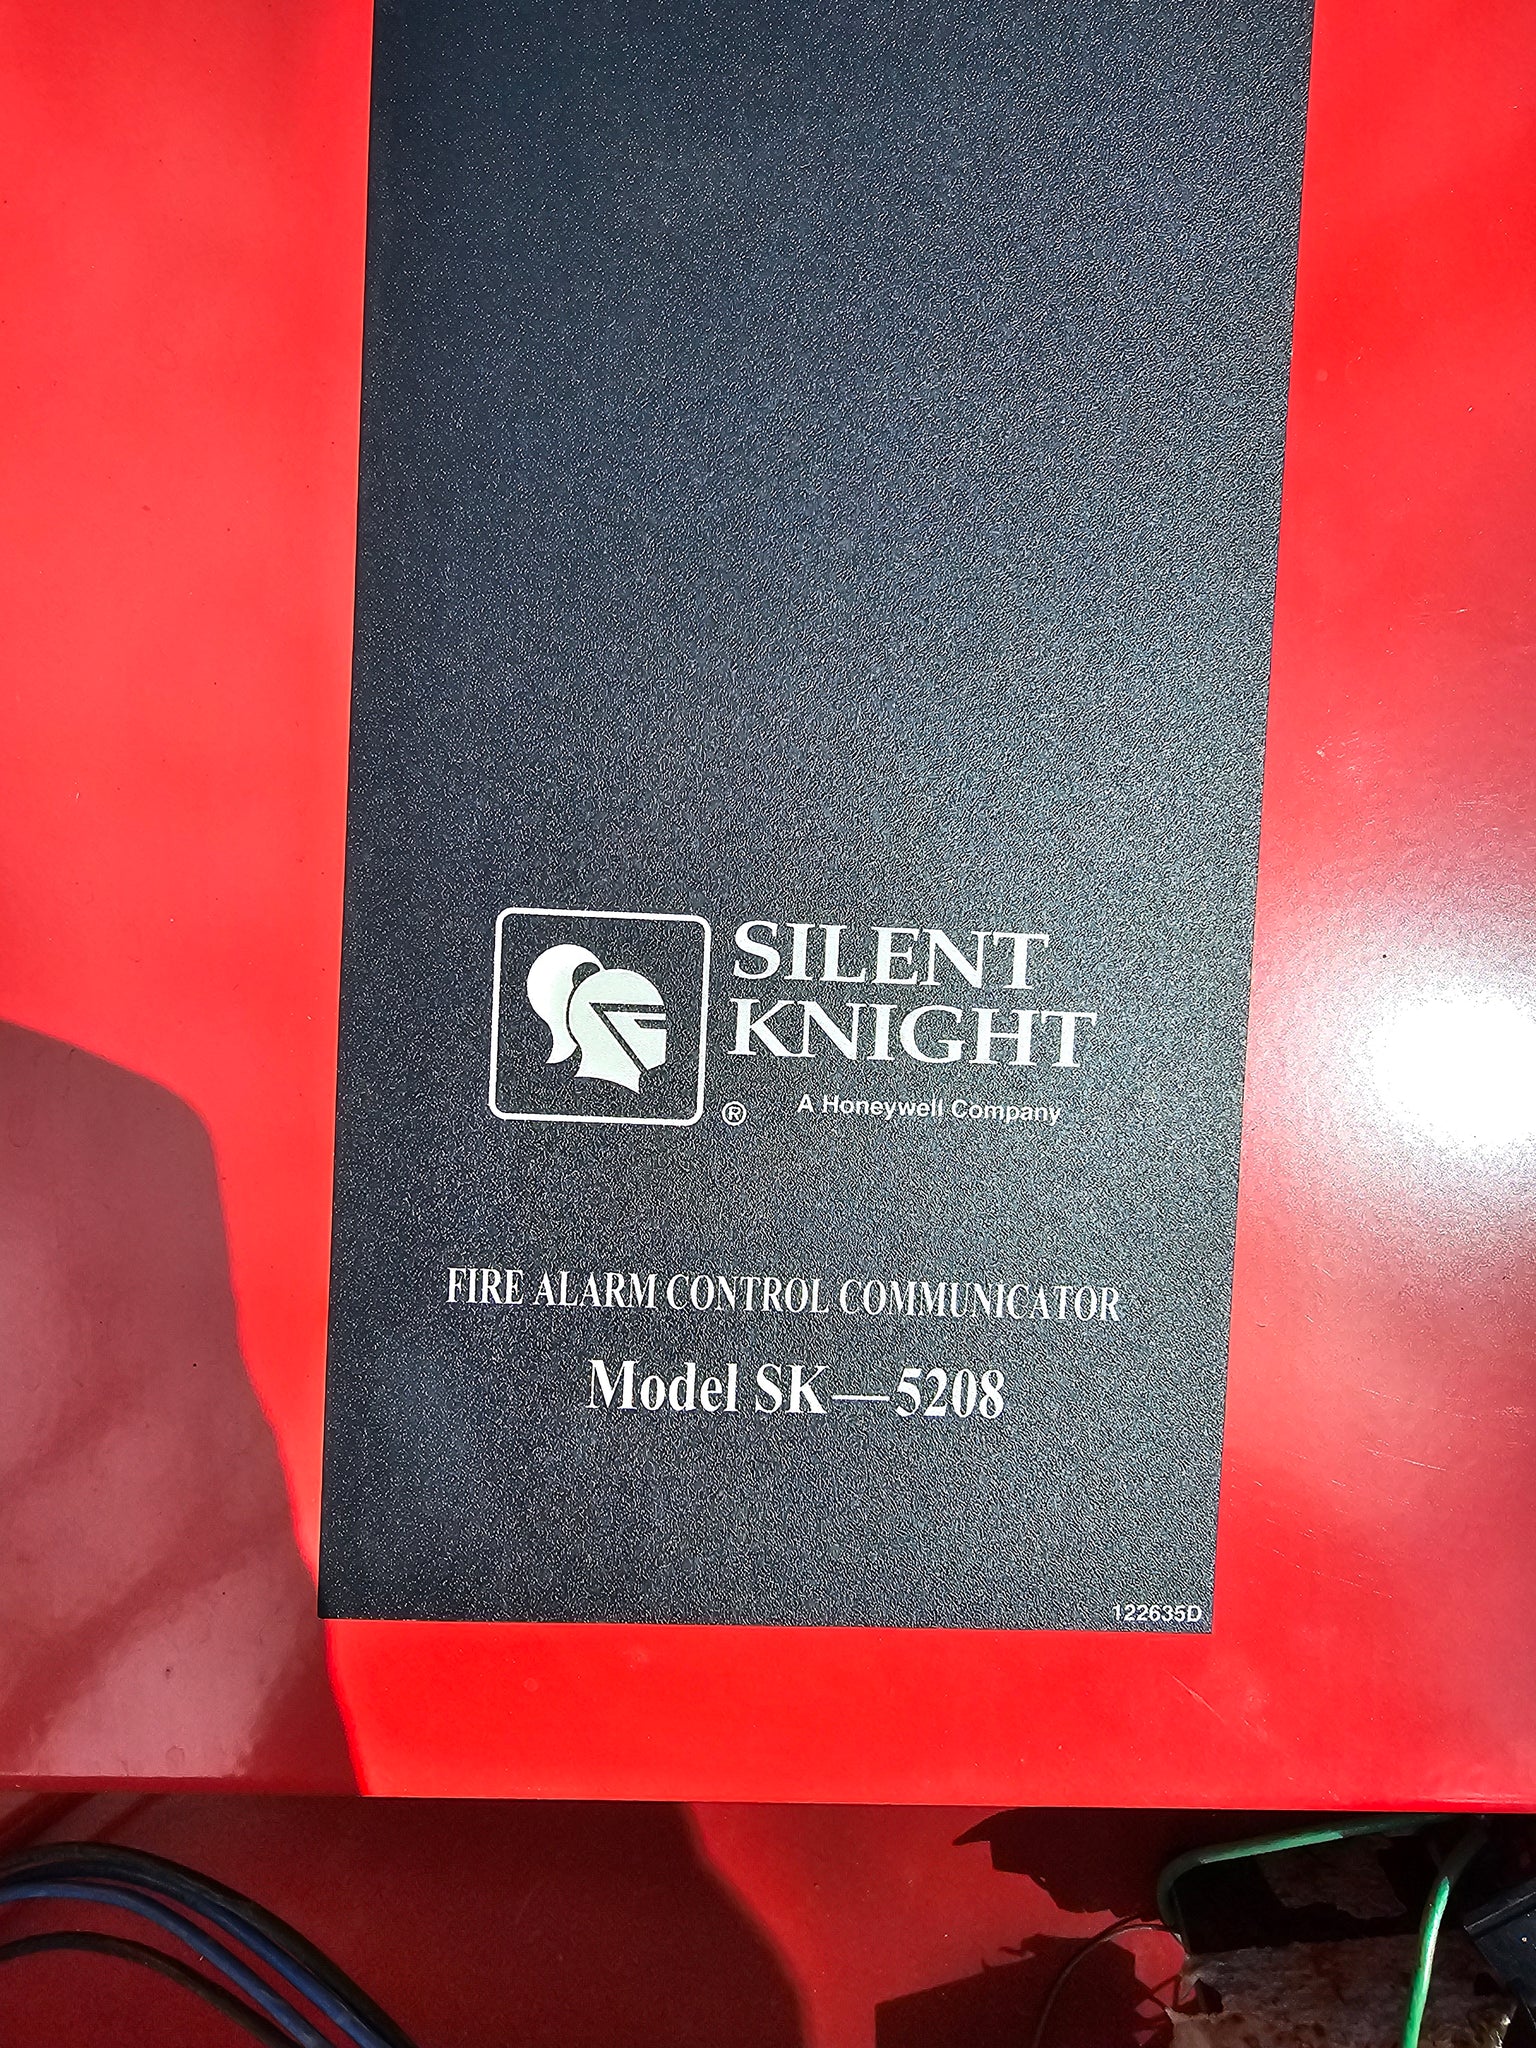 SILENT
KNIGHT
® A Honeywell Company
FIRE ALARM CONTROL COMMUNICATOR
Model SK—5208
122635D